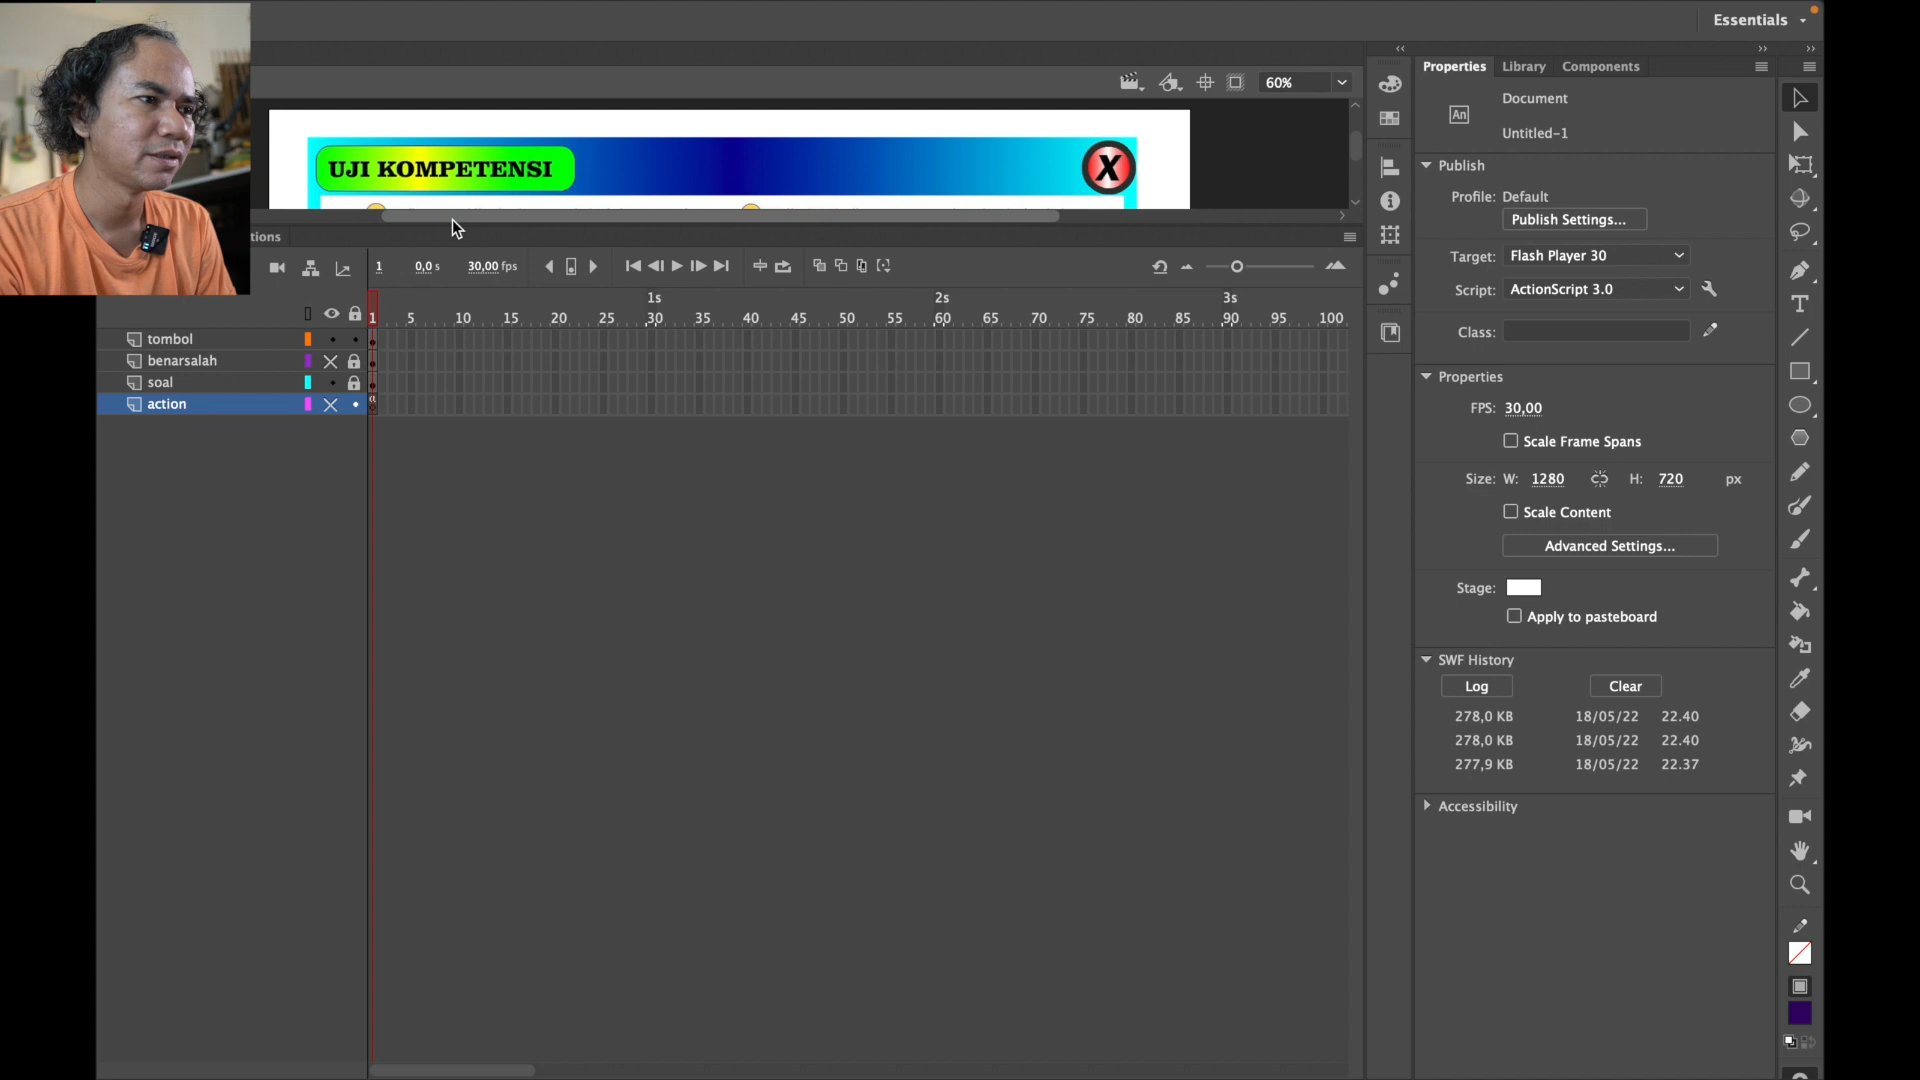 Essentials
60%
Properties Library Components
Document
An
Untitled-1
Publish
Profile: Default
Publish Settings...
Target: Flash Player 30
Script: ActionScript 3.0
Class:
UJI KOMPETENSI
X
tions
1 0,0 s 30,00 fps
1s 2s 3s
1 5 10 15 20 25 30 35 40 45 50 55 60 65 70 75 80 85 90 95 100
tombol
benarsalah
soal
action
Properties
FPS: 30,00
Scale Frame Spans
Size: W: 1280 H: 720 px
Scale Content
Advanced Settings...
Stage:
Apply to pasteboard
SWF History
Log Clear
278,0 KB 18/05/22 22.40
278,0 KB 18/05/22 22.40
277,9 KB 18/05/22 22.37
Accessibility